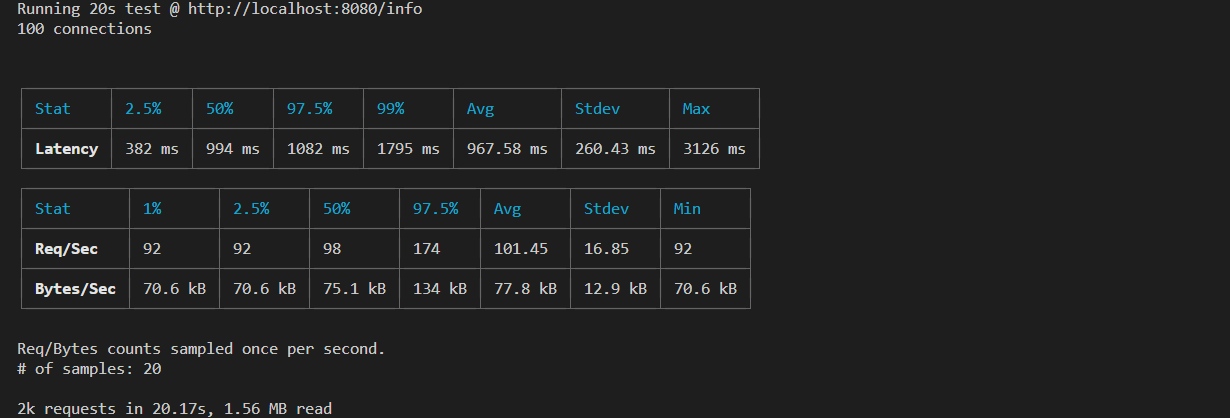 Running 20s test @ http://localhost:8080/info
100 connections
Stat 2.5% 50% 97.5% 99% Avg Stdev Max
Latency 382 ms 994 ms 1082 ms 1795 ms 967.58 ms 260.43 ms 3126 ms
Stat 1% 2.5% 50% 97.5% Avg Stdev Min
Req/Sec 92 92 98 174 101.45 16.85 92
Bytes/Sec 70.6 kB 70.6 kB 75.1 kB 134 kB 77.8 kB 12.9 kB 70.6 kB
Req/Bytes counts sampled once per second.
# of samples: 20
2k requests in 20.17s, 1.56 MB read